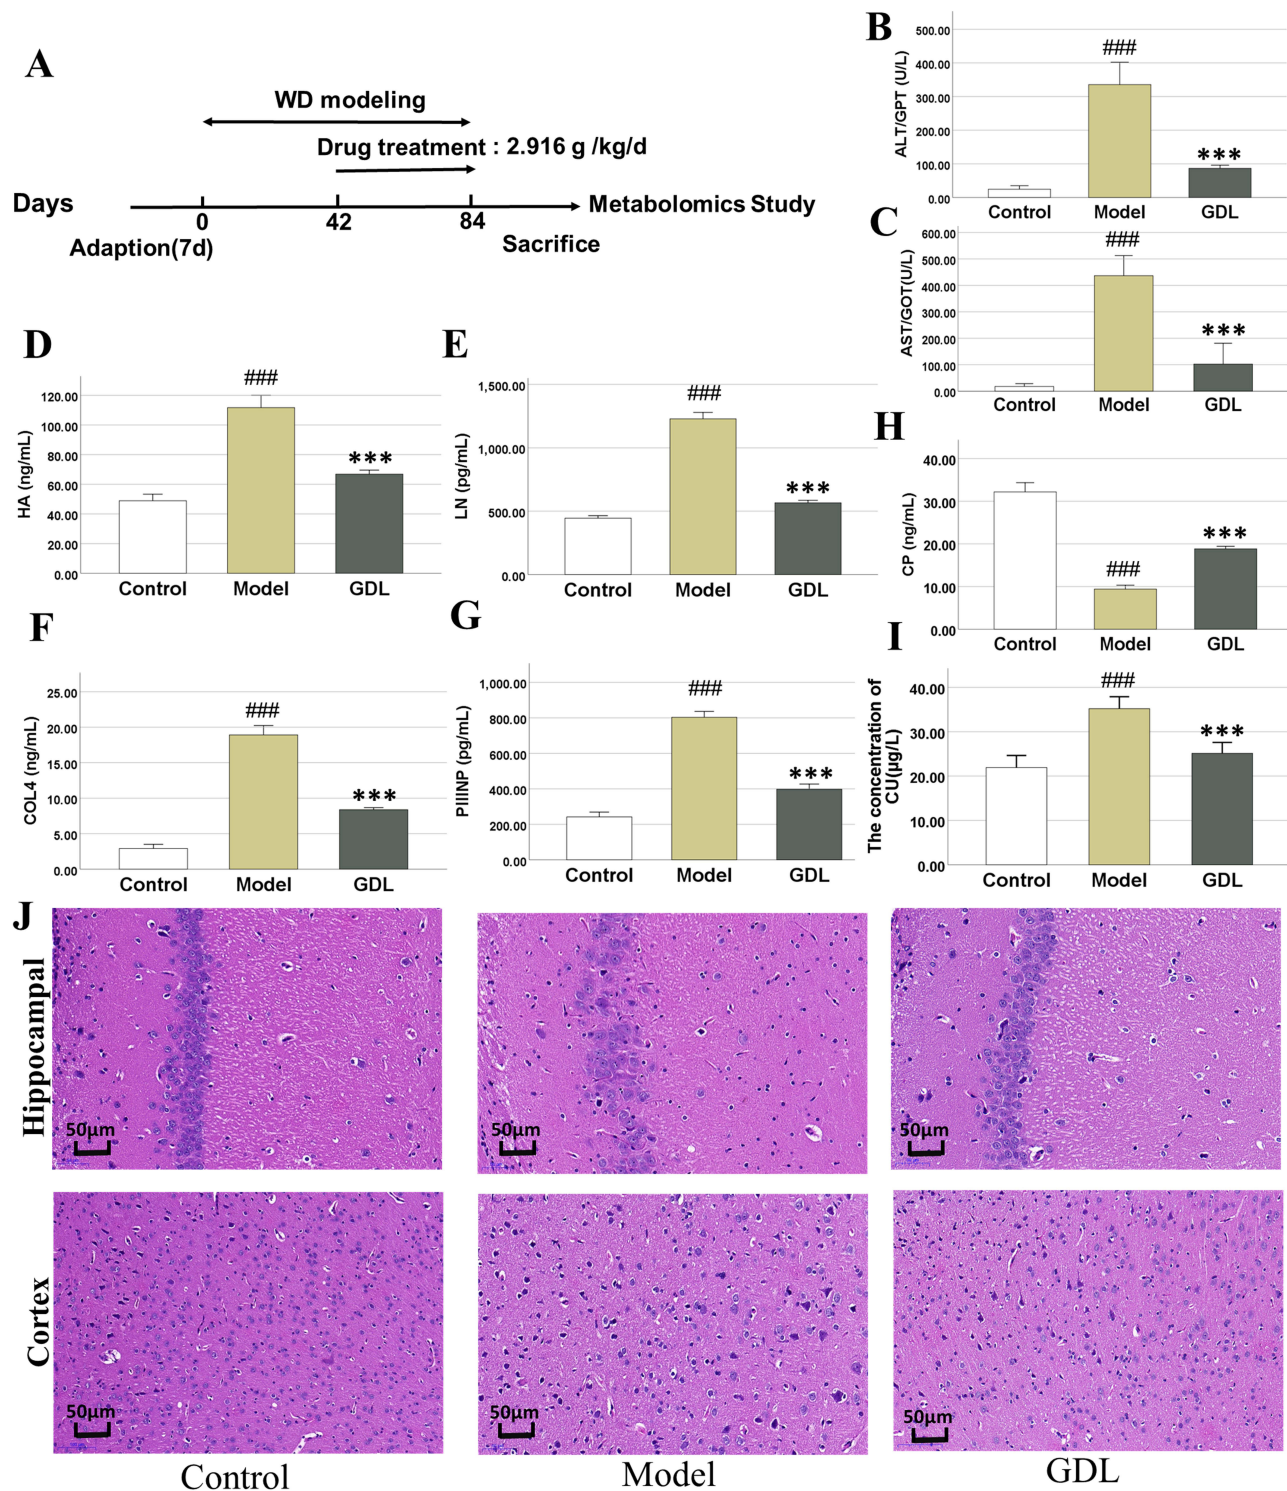 A
WD modeling
Drug treatment : 2.916 g /kg/d
Days
0
42
84
Metabolomics Study
Adaption(7d)
Sacrifice
B
ALT/GPT (U/L)
500.00
400.00
300.00
200.00
100.00
0.00
###
***
Control Model GDL
C
AST/GOT(U/L)
600.00
500.00
400.00
300.00
200.00
100.00
0.00
###
***
Control Model GDL
D
HA (ng/mL)
120.00
100.00
80.00
60.00
40.00
20.00
0.00
###
***
Control Model GDL
E
LN (pg/mL)
1,500.00
1,000.00
500.00
0.00
###
***
Control Model GDL
H
CP (ng/mL)
40.00
30.00
20.00
10.00
0.00
###
***
Control Model GDL
F
COL4 (ng/mL)
25.00
20.00
15.00
10.00
5.00
0.00
###
***
Control Model GDL
G
PIIINP (pg/mL)
1,000.00
800.00
600.00
400.00
200.00
0.00
###
***
Control Model GDL
I
The concentration of
CU(μg/L)
40.00
30.00
20.00
10.00
0.00
###
***
Control Model GDL
J
Hippocampal
50μm
50μm
50μm
Cortex
50μm
50μm
50μm
Control Model GDL